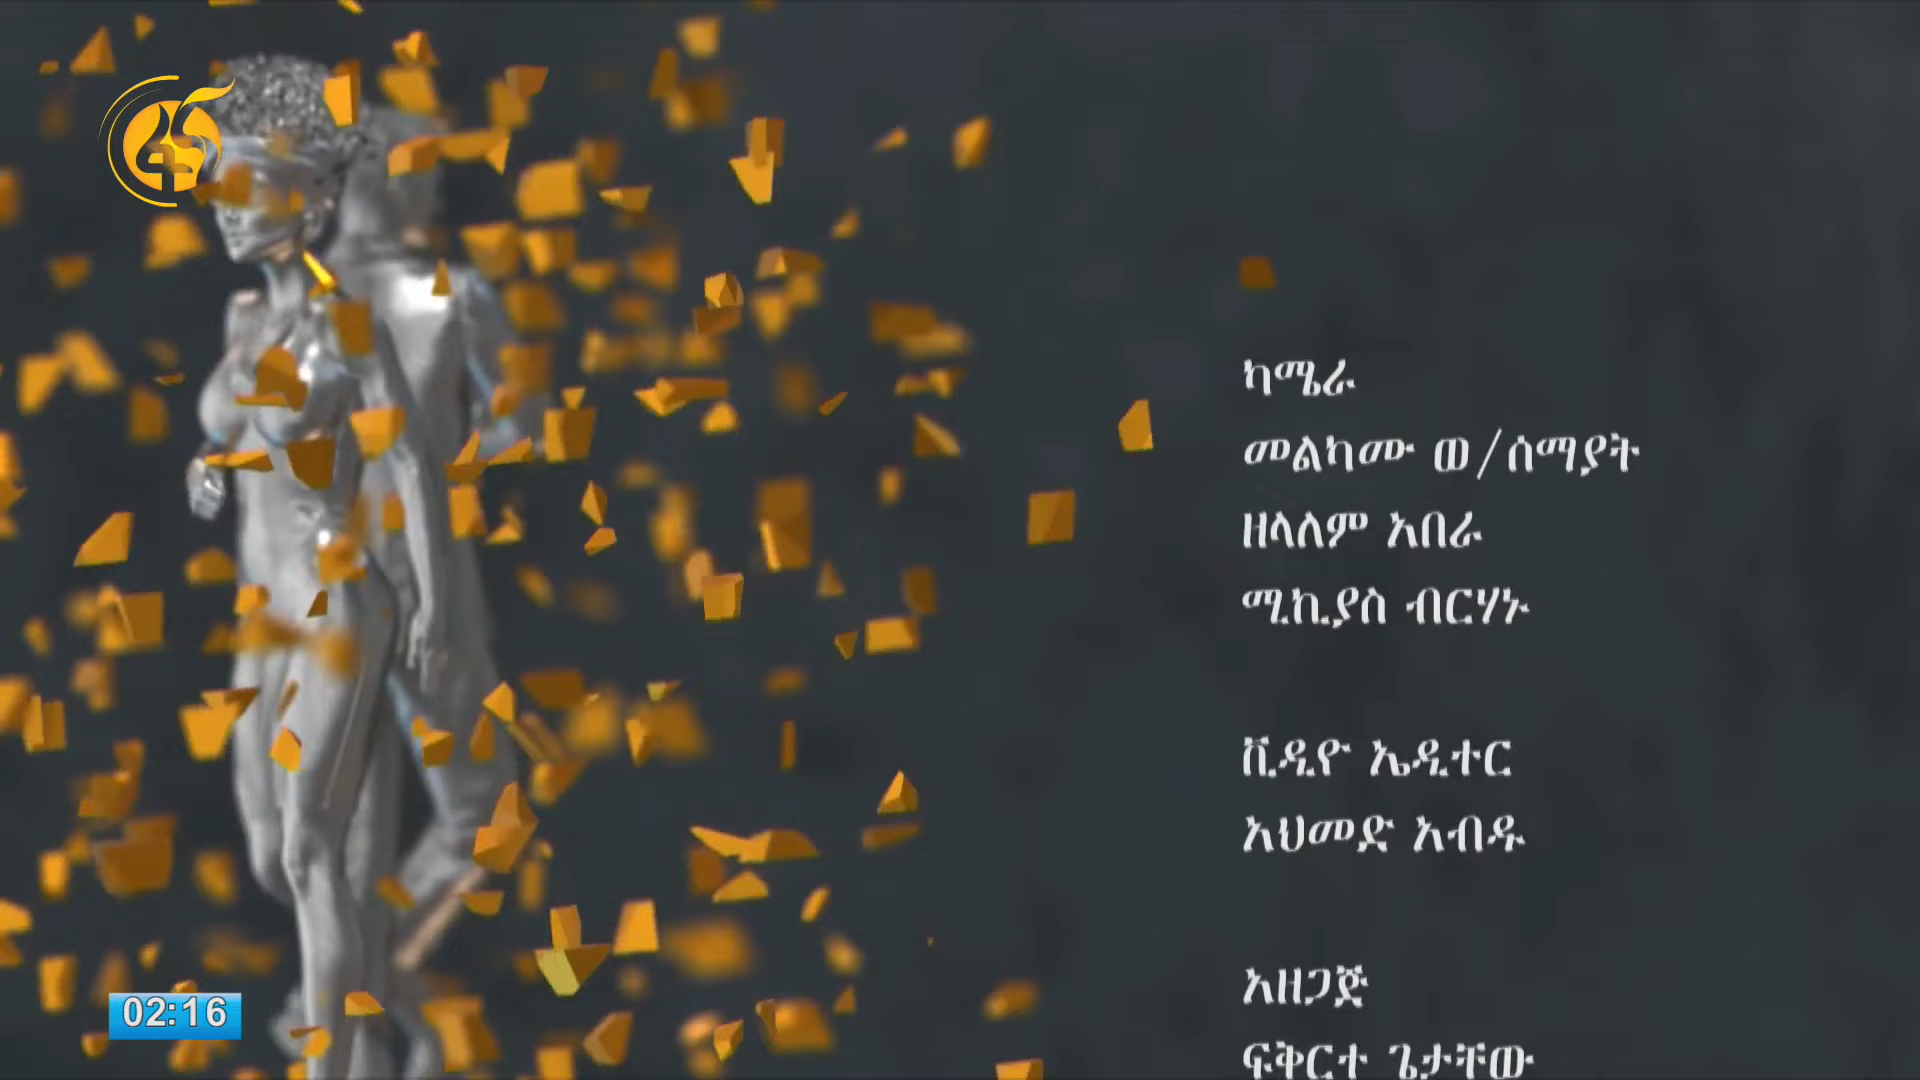 ካሜራ
መልካሙ ወ/ሰማያት
ዘላለም አበራ
ሚኪያስ ብርሃኑ
ቪዲዮ ኤዲተር
አህመድ አብዱ
አዘጋጅ
ፍቅርተ ጌታቸው
02:16